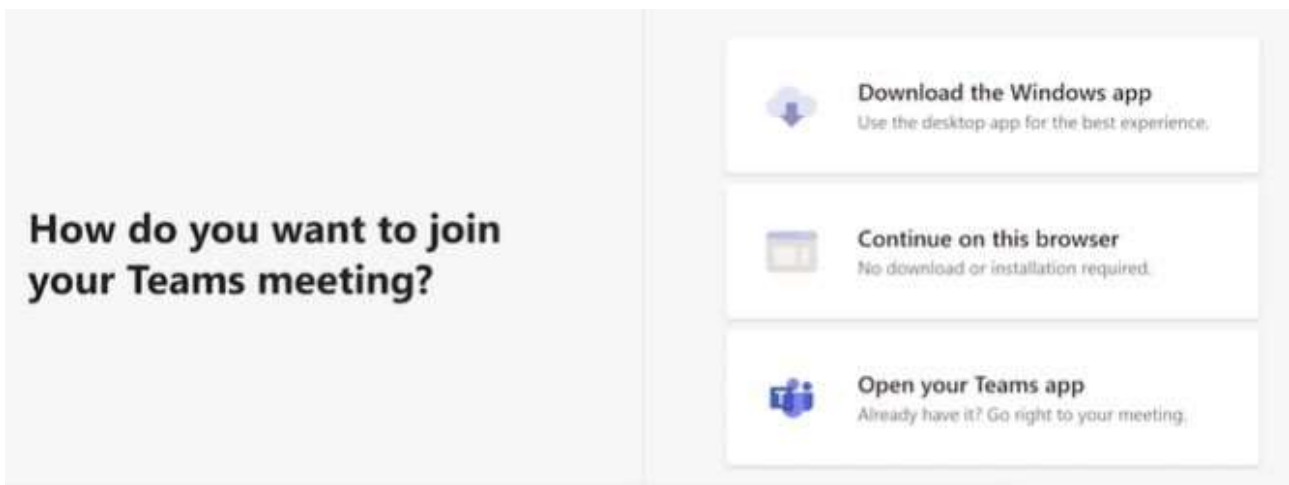 How do you want to join
your Teams meeting?
Download the Windows app
Use the desktop app for the best experience.
Continue on this browser
No download or installation required.
Open your Teams app
Already have it? Go right to your meeting.